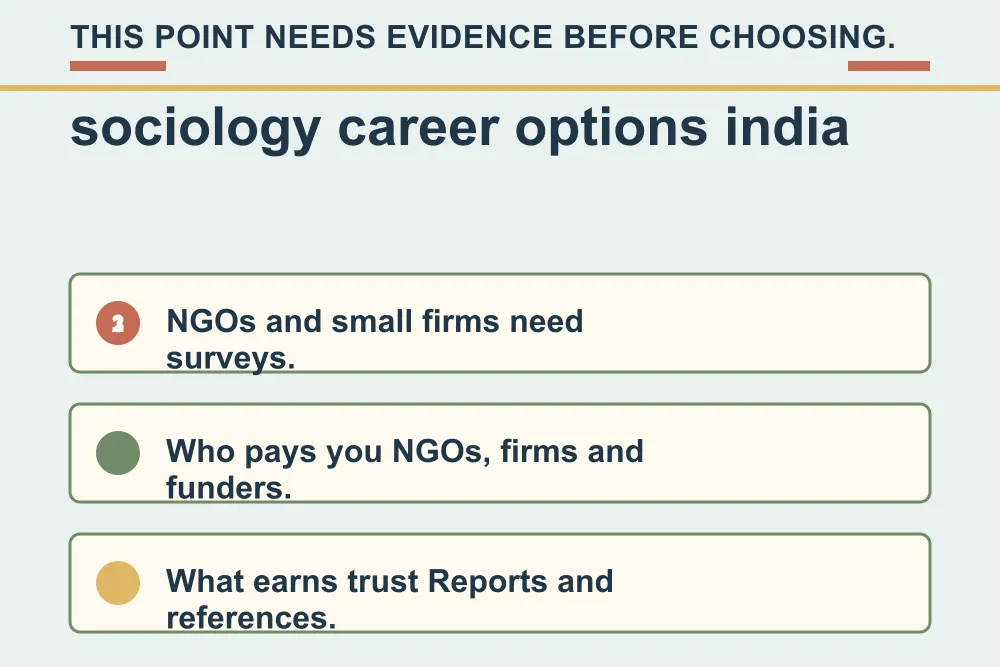 THIS POINT NEEDS EVIDENCE BEFORE CHOOSING.
sociology career options india
NGOs and small firms need
surveys.
Who pays you NGOs, firms and
funders.
What earns trust Reports and
references.